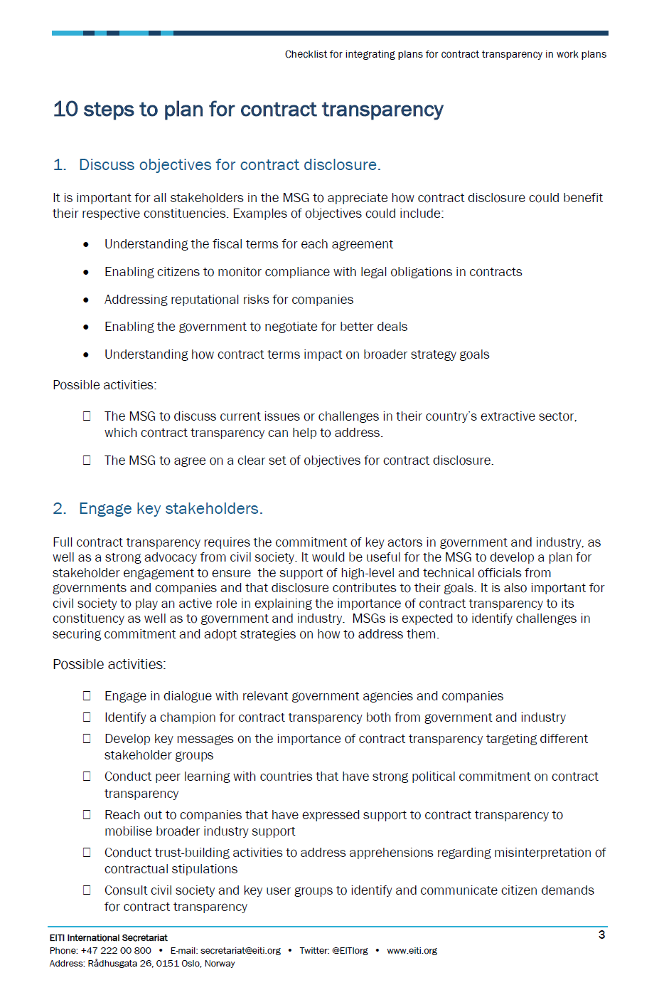 Checklist for integrating plans for contract transparency in work plans
10 steps to plan for contract transparency
1. Discuss objectives for contract disclosure.
It is important for all stakeholders in the MSG to appreciate how contract disclosure could benefit
their respective constituencies. Examples of objectives could include:
• Understanding the fiscal terms for each agreement
• Enabling citizens to monitor compliance with legal obligations in contracts
• Addressing reputational risks for companies
• Enabling the government to negotiate for better deals
• Understanding how contract terms impact on broader strategy goals
Possible activities:
□ The MSG to discuss current issues or challenges in their country’s extractive sector,
which contract transparency can help to address.
□ The MSG to agree on a clear set of objectives for contract disclosure.
2. Engage key stakeholders.
Full contract transparency requires the commitment of key actors in government and industry, as
well as a strong advocacy from civil society. It would be useful for the MSG to develop a plan for
stakeholder engagement to ensure  the support of high-level and technical officials from
governments and companies and that disclosure contributes to their goals. It is also important for
civil society to play an active role in explaining the importance of contract transparency to its
constituency as well as to government and industry.  MSGs is expected to identify challenges in
securing commitment and adopt strategies on how to address them.
Possible activities:
□ Engage in dialogue with relevant government agencies and companies
□ Identify a champion for contract transparency both from government and industry
□ Develop key messages on the importance of contract transparency targeting different
stakeholder groups
□ Conduct peer learning with countries that have strong political commitment on contract
transparency
□ Reach out to companies that have expressed support to contract transparency to
mobilise broader industry support
□ Conduct trust-building activities to address apprehensions regarding misinterpretation of
contractual stipulations
□ Consult civil society and key user groups to identify and communicate citizen demands
for contract transparency
EITI International Secretariat
3
Phone: +47 222 00 800 • E-mail: secretariat@eiti.org • Twitter: @EITIorg • www.eiti.org
Address: Rådhusgata 26, 0151 Oslo, Norway